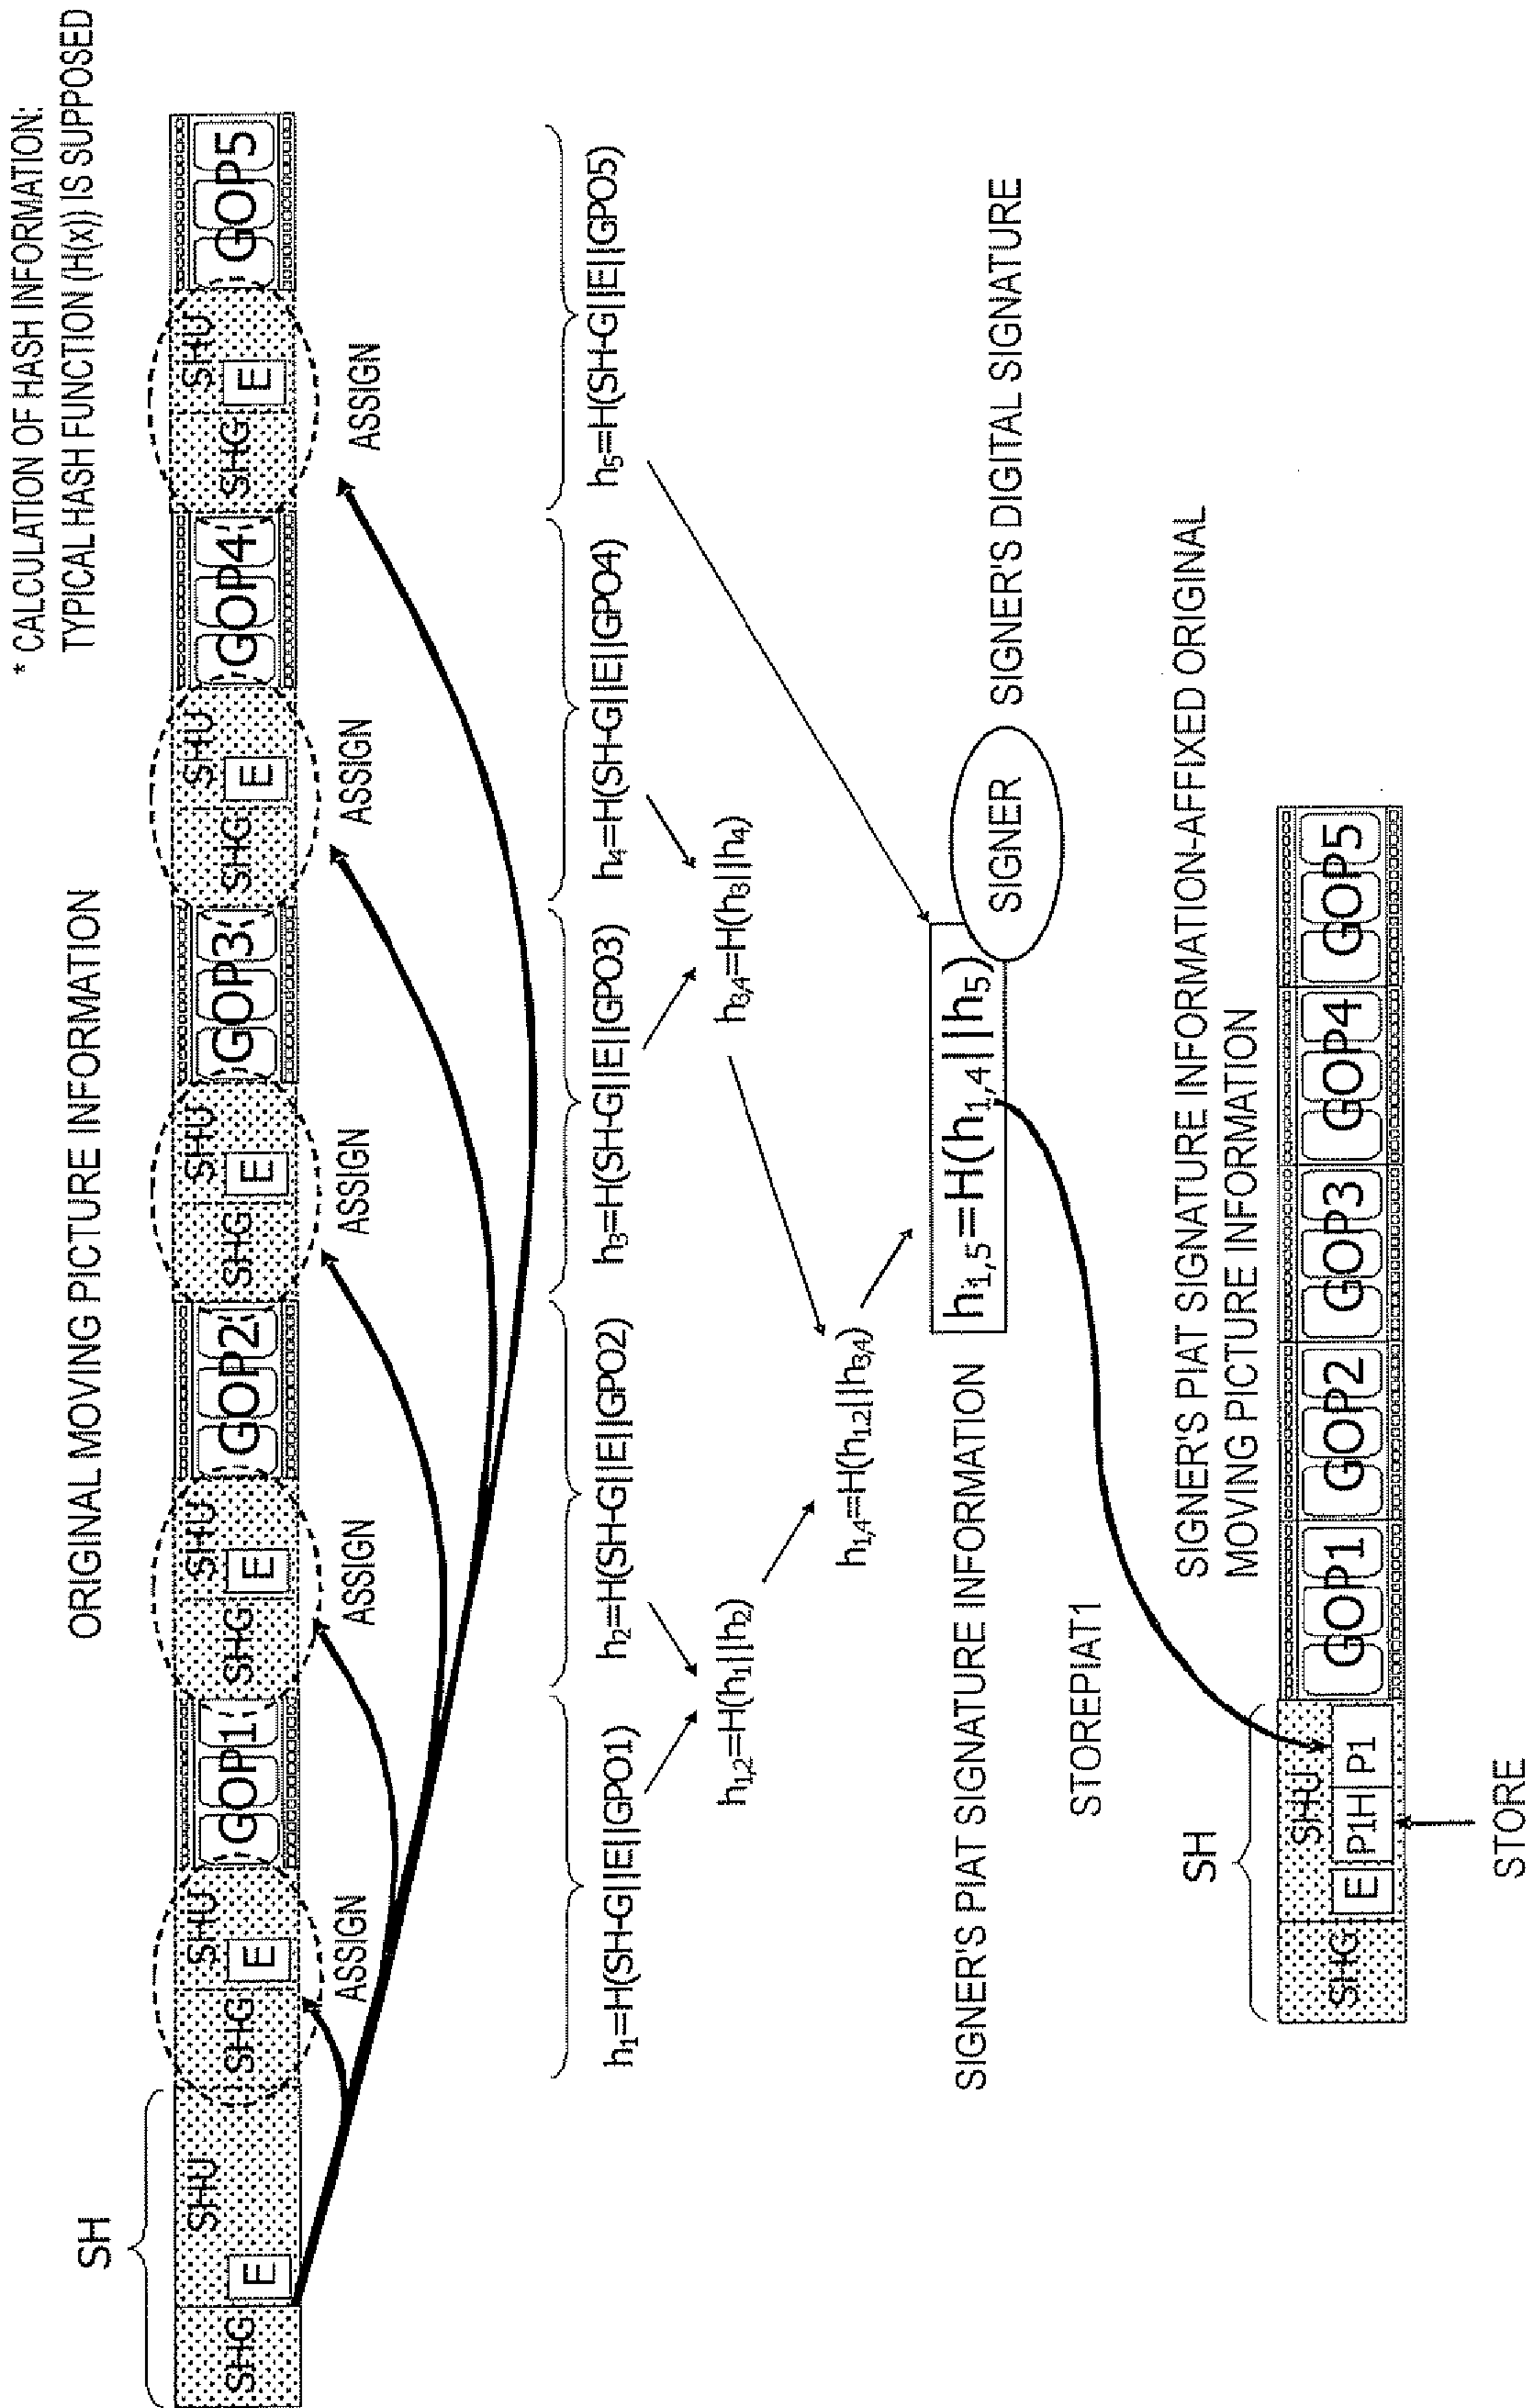 * CALCULATION OF HASH INFORMATION:
TYPICAL HASH FUNCTION (H(x)) IS SUPPOSED
ORIGINAL MOVING PICTURE INFORMATION
SH
SHG E SHU SHG E SHU GOP1 SHG E SHU GOP2 SHG E SHU GOP3 SHG E SHU GOP4 SHG E SHU GOP5
ASSIGN ASSIGN ASSIGN ASSIGN ASSIGN
h1=H(SH-G||E||GPO1) h2=H(SH-G||E||GPO2) h3=H(SH-G||E||GPO3) h4=H(SH-G||E||GPO4) h5=H(SH-G||E||GPO5)
h1,2=H(h1||h2) h3,4=H(h3||h4)
h1,4=H(h1,2||h3,4)
SIGNER'S PIAT SIGNATURE INFORMATION h1,5=H(h1,4||h5) SIGNER SIGNER'S DIGITAL SIGNATURE
STOREPIAT1
SIGNER'S PIAT SIGNATURE INFORMATION-AFFIXED ORIGINAL
MOVING PICTURE INFORMATION
SH
SHG E SHU P1H P1 GOP1 GOP2 GOP3 GOP4 GOP5
STORE